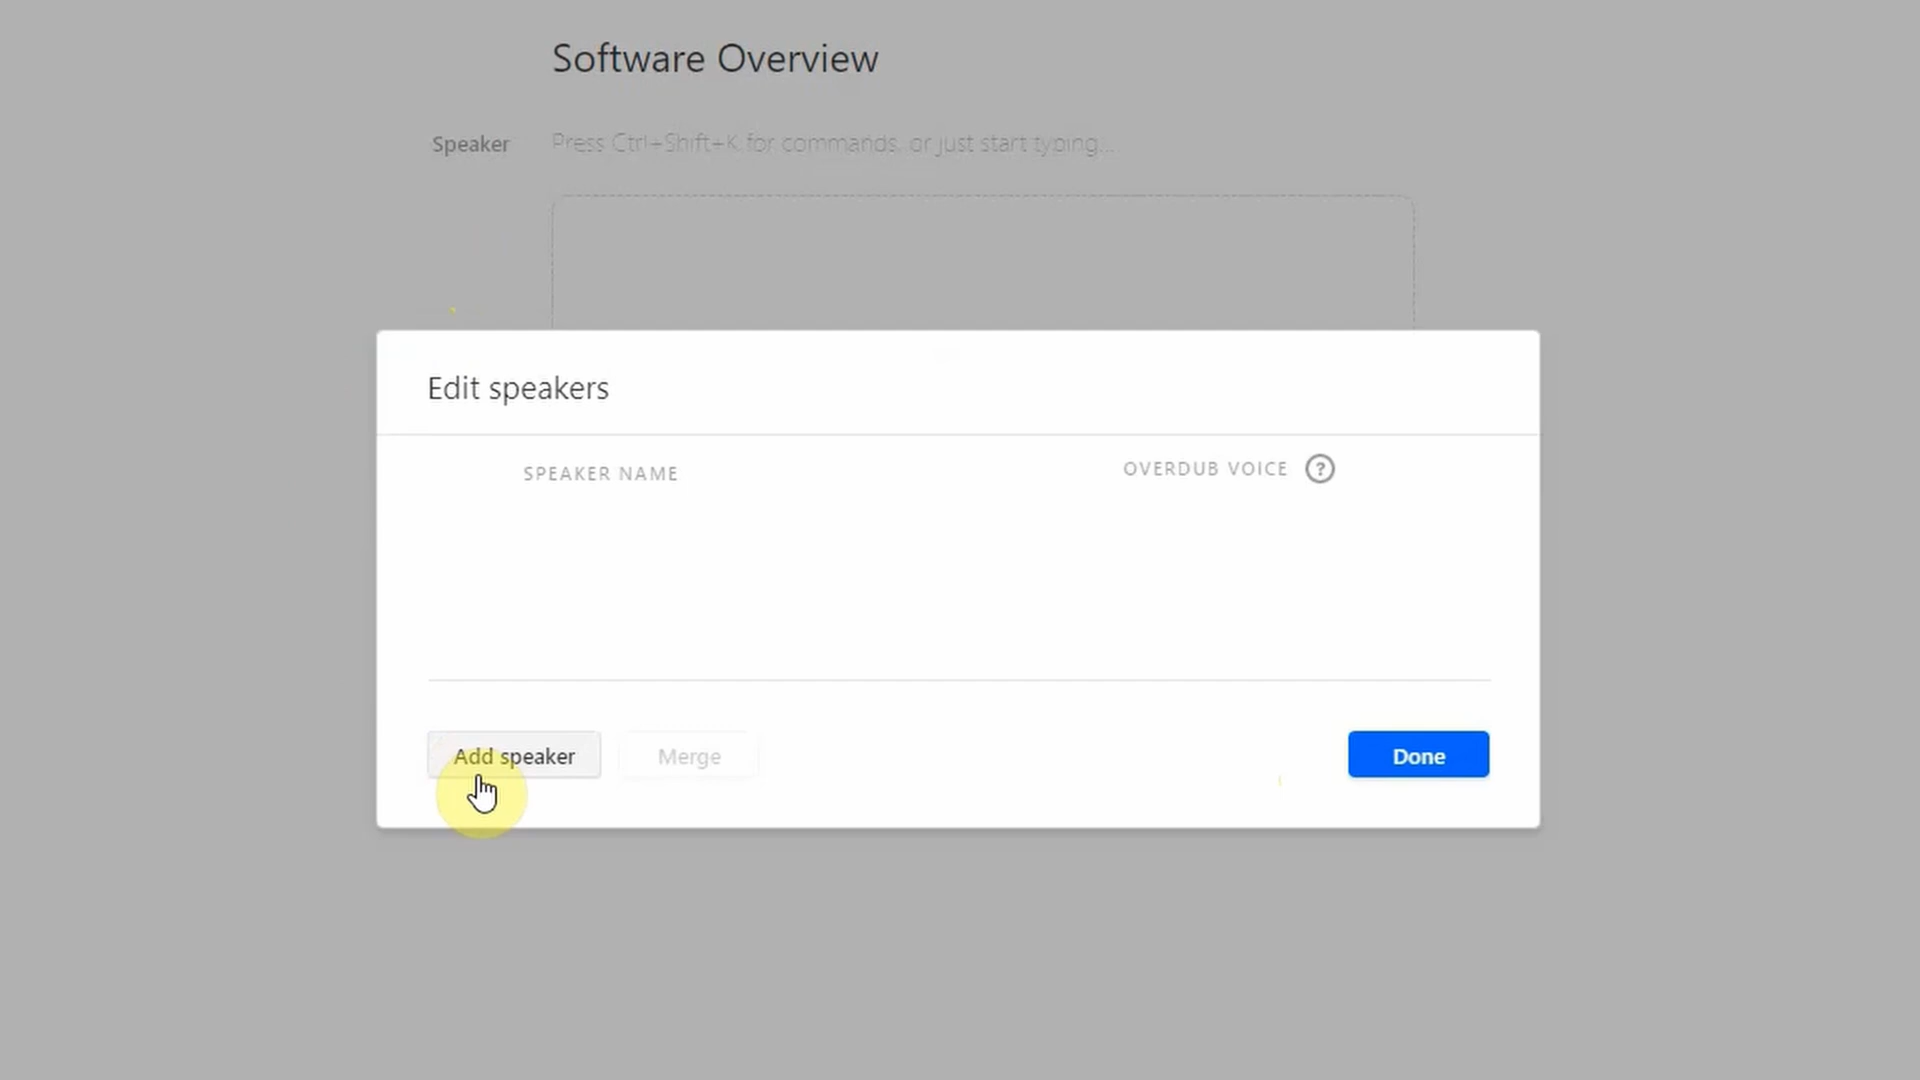 Software Overview
Speaker Press Ctrl+Shift+K for commands, or just start typing...
Edit speakers
SPEAKER NAME OVERDUB VOICE ?
Add speaker Merge Done